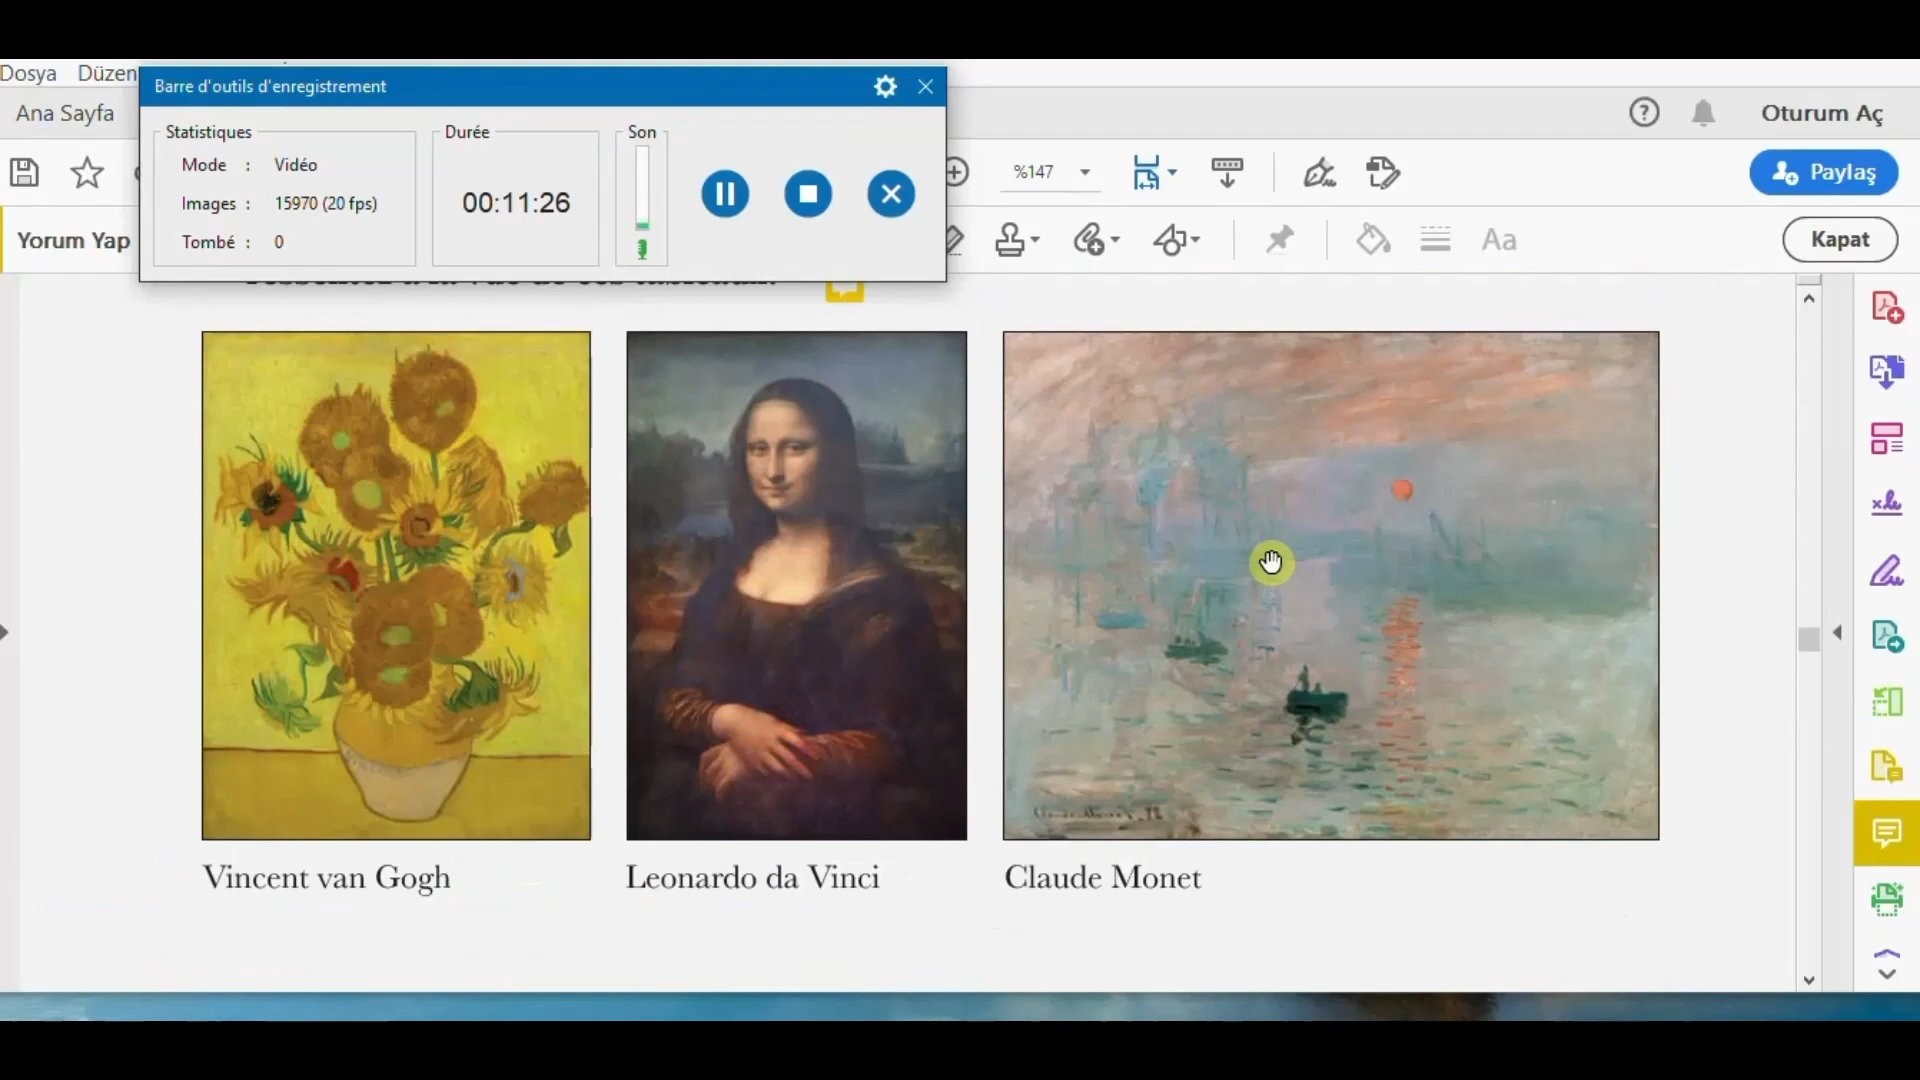 Dosya Düzen
Barre d'outils d'enregistrement
Ana Sayfa
Oturum Aç
Statistiques
Mode : Vidéo
Images : 15970 (20 fps)
Tombé : 0
Durée
00:11:26
Son
%147
Paylaş
Yorum Yap
Aa
Kapat
Vincent van Gogh
Leonardo da Vinci
Claude Monet